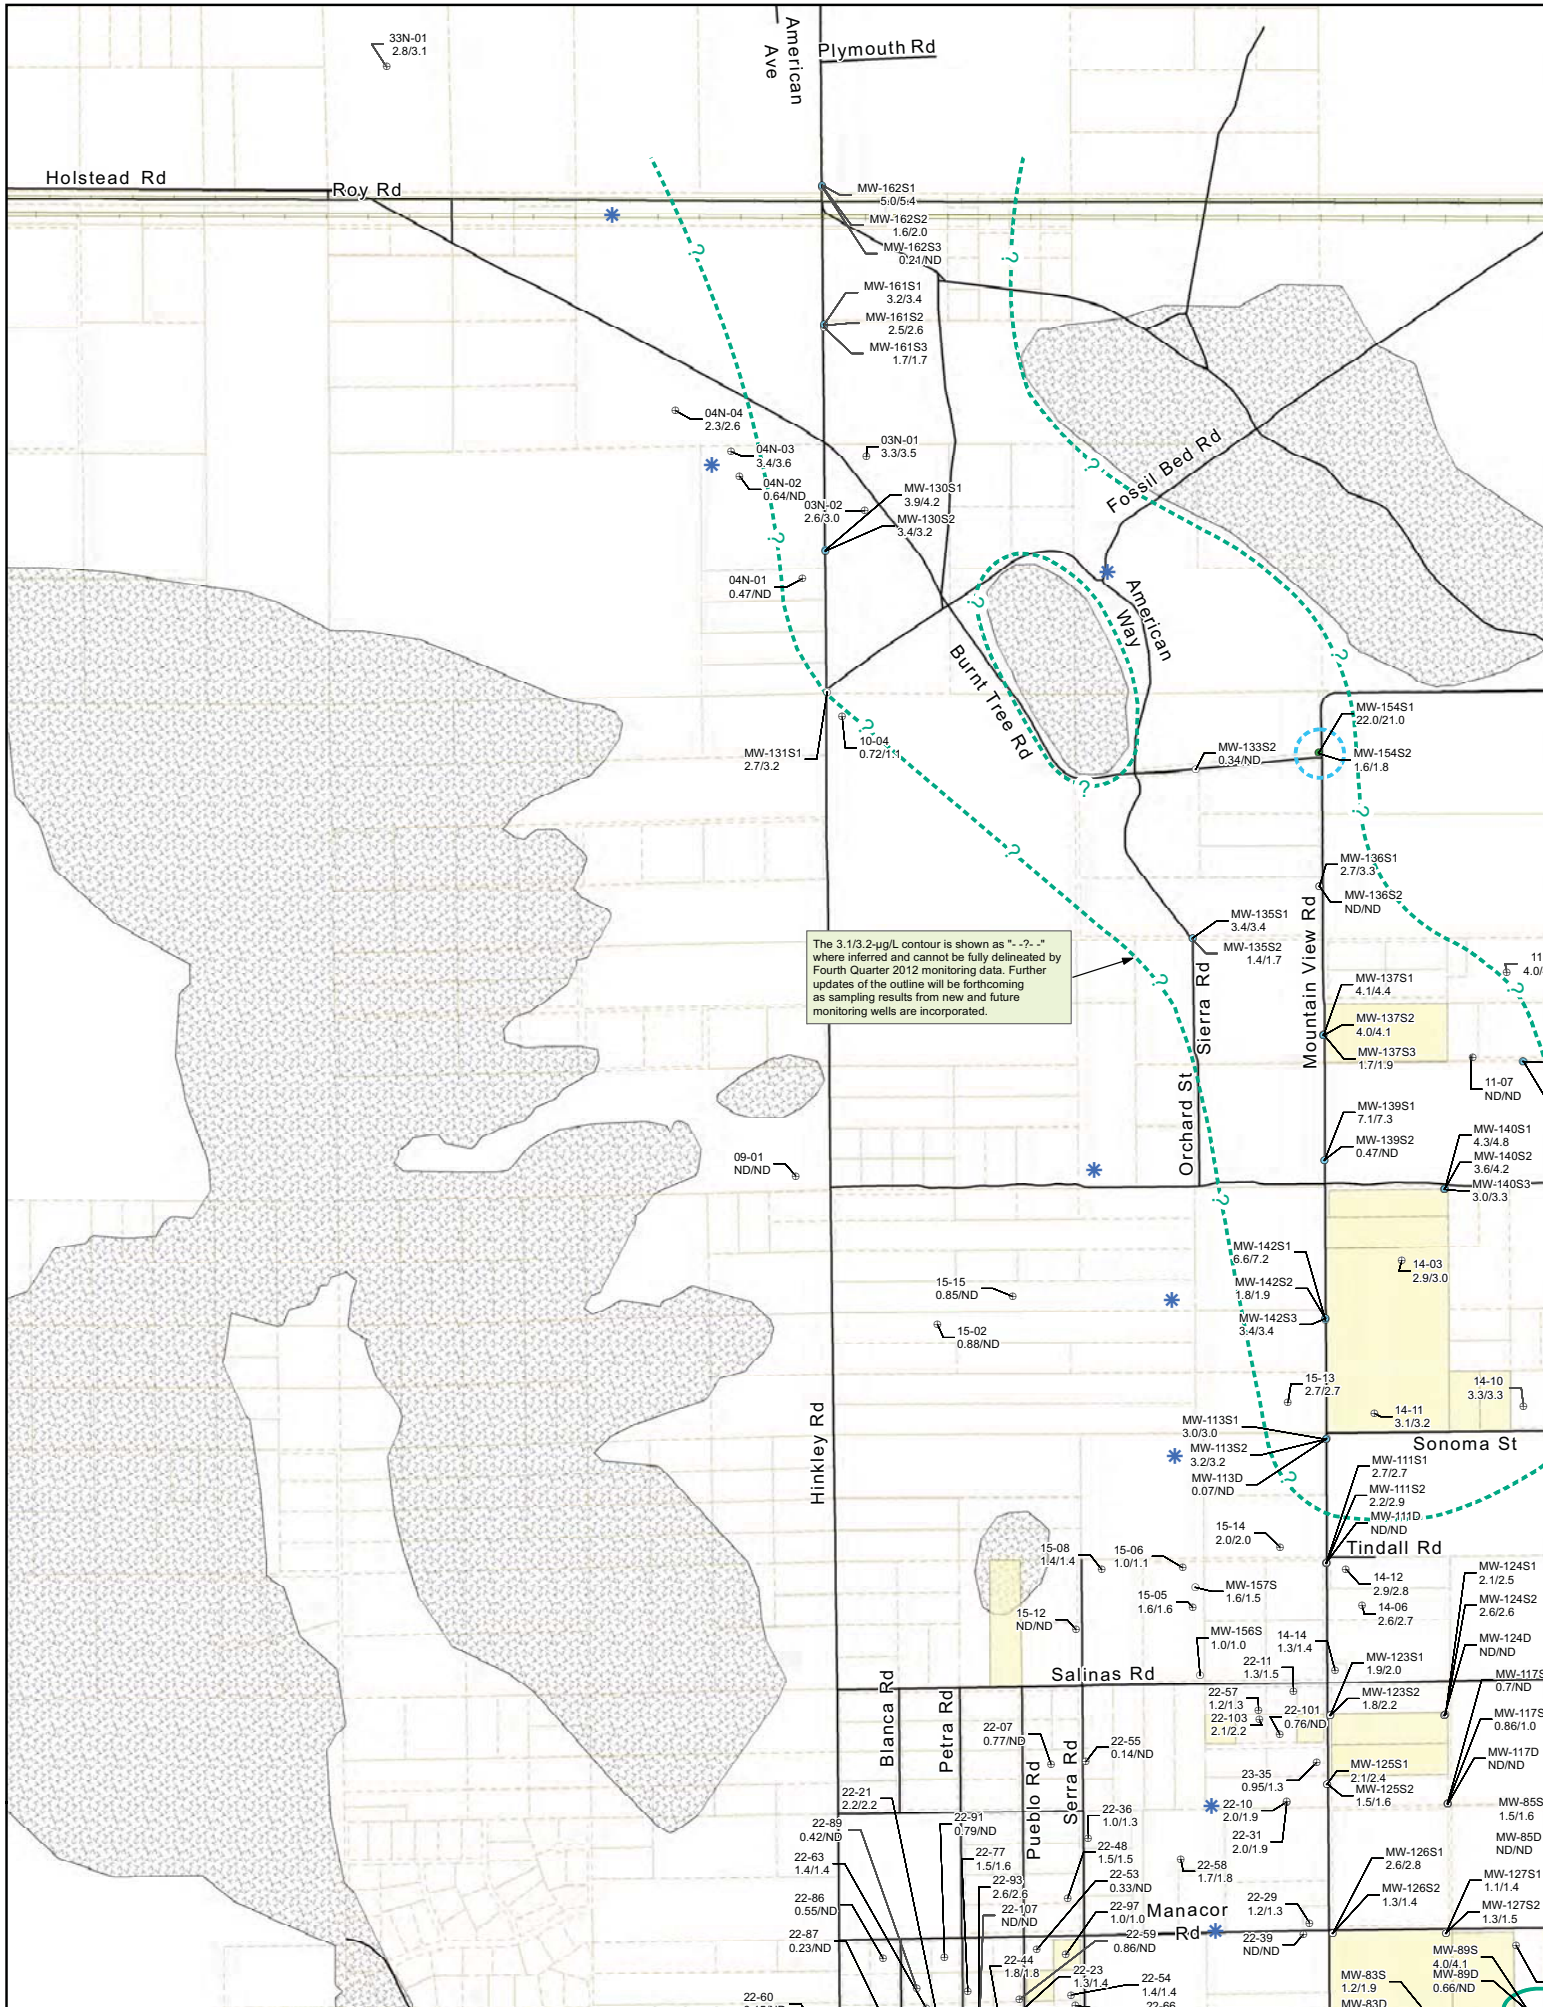 33N-01
2.8/3.1
American
Ave
Plymouth Rd
Holstead Rd
Roy Rd
MW-162S1
5.0/5.4
MW-162S2
1.6/2.0
MW-162S3
0.21/ND
?
?
MW-161S1
3.2/3.4
MW-161S2
2.5/2.6
MW-161S3
1.7/1.7
04N-04
2.3/2.6
04N-03
3.4/3.6
04N-02
0.64/ND
03N-01
3.3/3.5
03N-02
2.6/3.0
MW-130S1
3.9/4.2
MW-130S2
3.4/3.2
?
?
Fossil Bed Rd
04N-01
0.47/ND
?
American
Way
Burnt Tree Rd
?
MW-131S1
2.7/3.2
?
10-04
0.72/1.1
MW-133S2
0.34/ND
MW-154S1
22.0/21.0
MW-154S2
1.6/1.8
?
?
?
MW-136S1
2.7/3.3
MW-136S2
ND/ND
The 3.1/3.2-µg/L contour is shown as "- -?- -"
where inferred and cannot be fully delineated by
Fourth Quarter 2012 monitoring data. Further
updates of the outline will be forthcoming
as sampling results from new and future
monitoring wells are incorporated.
MW-135S1
3.4/3.4
MW-135S2
1.4/1.7
Sierra Rd
Mountain View Rd
?
?
11
4.0/
MW-137S1
4.1/4.4
MW-137S2
4.0/4.1
MW-137S3
1.7/1.9
11-07
ND/ND
Orchard St
?
MW-139S1
7.1/7.3
MW-139S2
0.47/ND
MW-140S1
4.3/4.8
MW-140S2
3.6/4.2
MW-140S3
3.0/3.3
09-01
ND/ND
?
MW-142S1
6.6/7.2
MW-142S2
1.8/1.9
MW-142S3
3.4/3.4
14-03
2.9/3.0
15-15
0.85/ND
15-02
0.88/ND
15-13
2.7/2.7
14-10
3.3/3.3
14-11
3.1/3.2
Hinkley Rd
MW-113S1
3.0/3.0
MW-113S2
3.2/3.2
MW-113D
0.07/ND
Sonoma St
?
MW-111S1
2.7/2.7
MW-111S2
2.2/2.9
MW-111D
ND/ND
Tindall Rd
15-14
2.0/2.0
15-08
1.4/1.4
15-06
1.0/1.1
14-12
2.9/2.8
14-06
2.6/2.7
MW-157S
1.6/1.5
15-05
1.6/1.6
15-12
ND/ND
MW-124S1
2.1/2.5
MW-124S2
2.6/2.6
MW-124D
ND/ND
MW-156S
1.0/1.0
14-14
1.3/1.4
22-11
1.3/1.5
MW-123S1
1.9/2.0
MW-123S2
1.8/2.2
Salinas Rd
MW-117S
0.7/ND
MW-117S
0.86/1.0
MW-117D
ND/ND
22-57
1.2/1.3
22-103
2.1/2.2
22-101
0.76/ND
Blanca Rd
Petra Rd
Pueblo Rd
Serra Rd
22-07
0.77/ND
22-55
0.14/ND
23-35
0.95/1.3
MW-125S1
2.1/2.4
MW-125S2
1.5/1.6
22-10
2.0/1.9
22-31
2.0/1.9
MW-85S
1.5/1.6
MW-85D
ND/ND
22-21
2.2/2.2
22-89
0.42/ND
22-91
0.79/ND
22-36
1.0/1.3
22-63
1.4/1.4
22-77
1.5/1.6
22-48
1.5/1.5
22-53
0.33/ND
22-58
1.7/1.8
MW-126S1
2.6/2.8
MW-126S2
1.3/1.4
MW-127S1
1.1/1.4
MW-127S2
1.3/1.5
22-93
2.6/2.6
22-86
0.55/ND
22-107
ND/ND
22-97
1.0/1.0
Manacor
Rd
22-29
1.2/1.3
22-39
ND/ND
22-87
0.23/ND
22-59
0.86/ND
22-44
1.8/1.8
22-23
1.3/1.4
22-54
1.4/1.4
22-66
MW-89S
4.0/4.1
MW-89D
0.66/ND
MW-83S
1.2/1.9
MW-83D
22-60